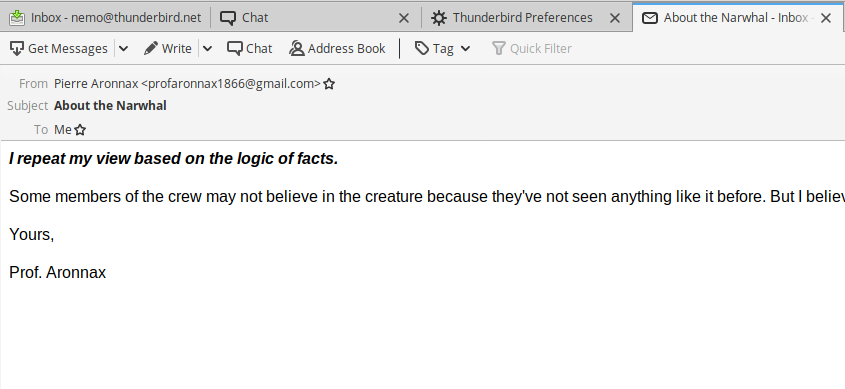 Inbox - nemo@thunderbird.net Chat Thunderbird Preferences About the Narwhal - Inbox -
Get Messages Write Chat Address Book Tag Quick Filter
From Pierre Aronnax <profaronnax1866@gmail.com>
Subject About the Narwhal
To Me
I repeat my view based on the logic of facts.
Some members of the crew may not believe in the creature because they've not seen anything like it before. But I believ
Yours,
Prof. Aronnax